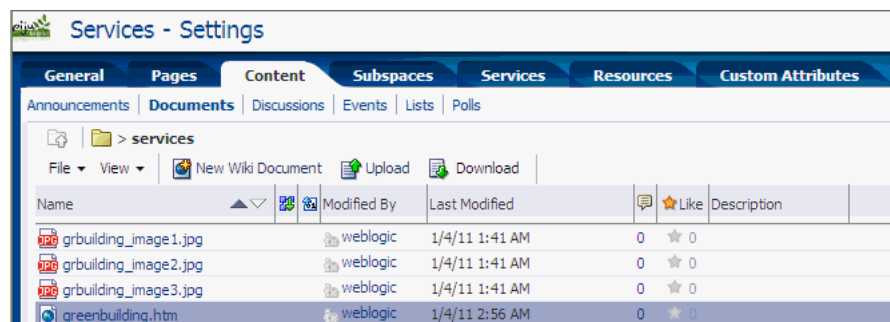 Services - Settings
General Pages Content Subspaces Services Resources Custom Attributes
Announcements Documents Discussions Events Lists Polls
> services
File View New Wiki Document Upload Download
Name Modified By Last Modified Like Description
grbuilding_image1.jpg weblogic 1/4/11 1:41 AM 0 0
grbuilding_image2.jpg weblogic 1/4/11 1:41 AM 0 0
grbuilding_image3.jpg weblogic 1/4/11 1:41 AM 0 0
greenbuilding.htm weblogic 1/4/11 2:56 AM 0 0